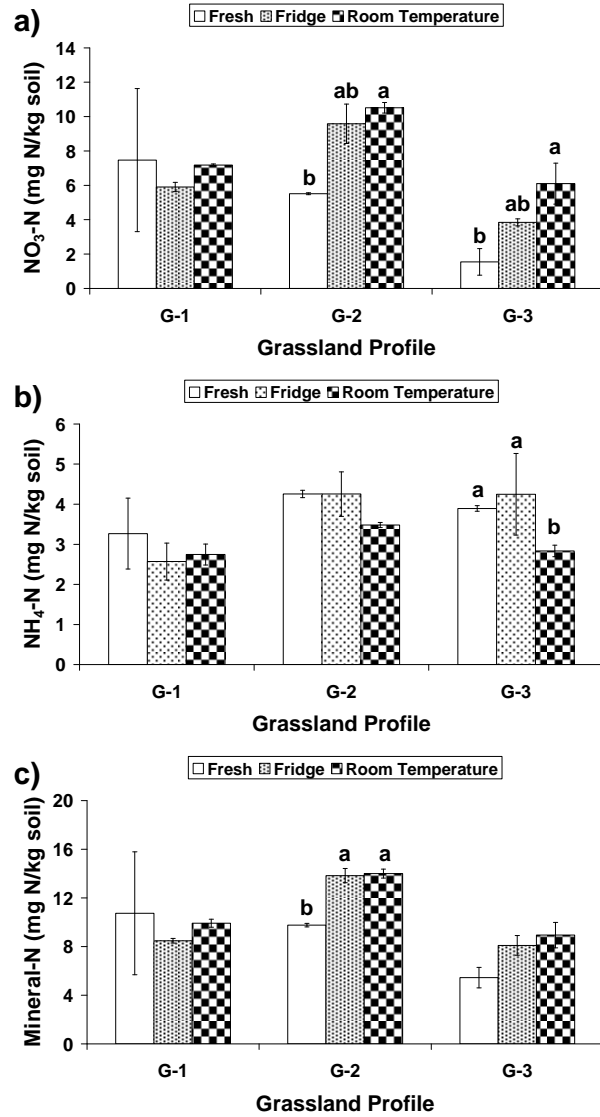 a)
Fresh Fridge Room Temperature
NO₃-N (mg N/kg soil)
14
12
10
8
6
4
2
0
b
ab
a
b
ab
a
G-1 G-2 G-3
Grassland Profile
b)
Fresh Fridge Room Temperature
NH₄-N (mg N/kg soil)
6
5
4
3
2
1
0
a
a
b
G-1 G-2 G-3
Grassland Profile
c)
Fresh Fridge Room Temperature
Mineral-N (mg N/kg soil)
20
16
12
8
4
0
b
a
a
G-1 G-2 G-3
Grassland Profile